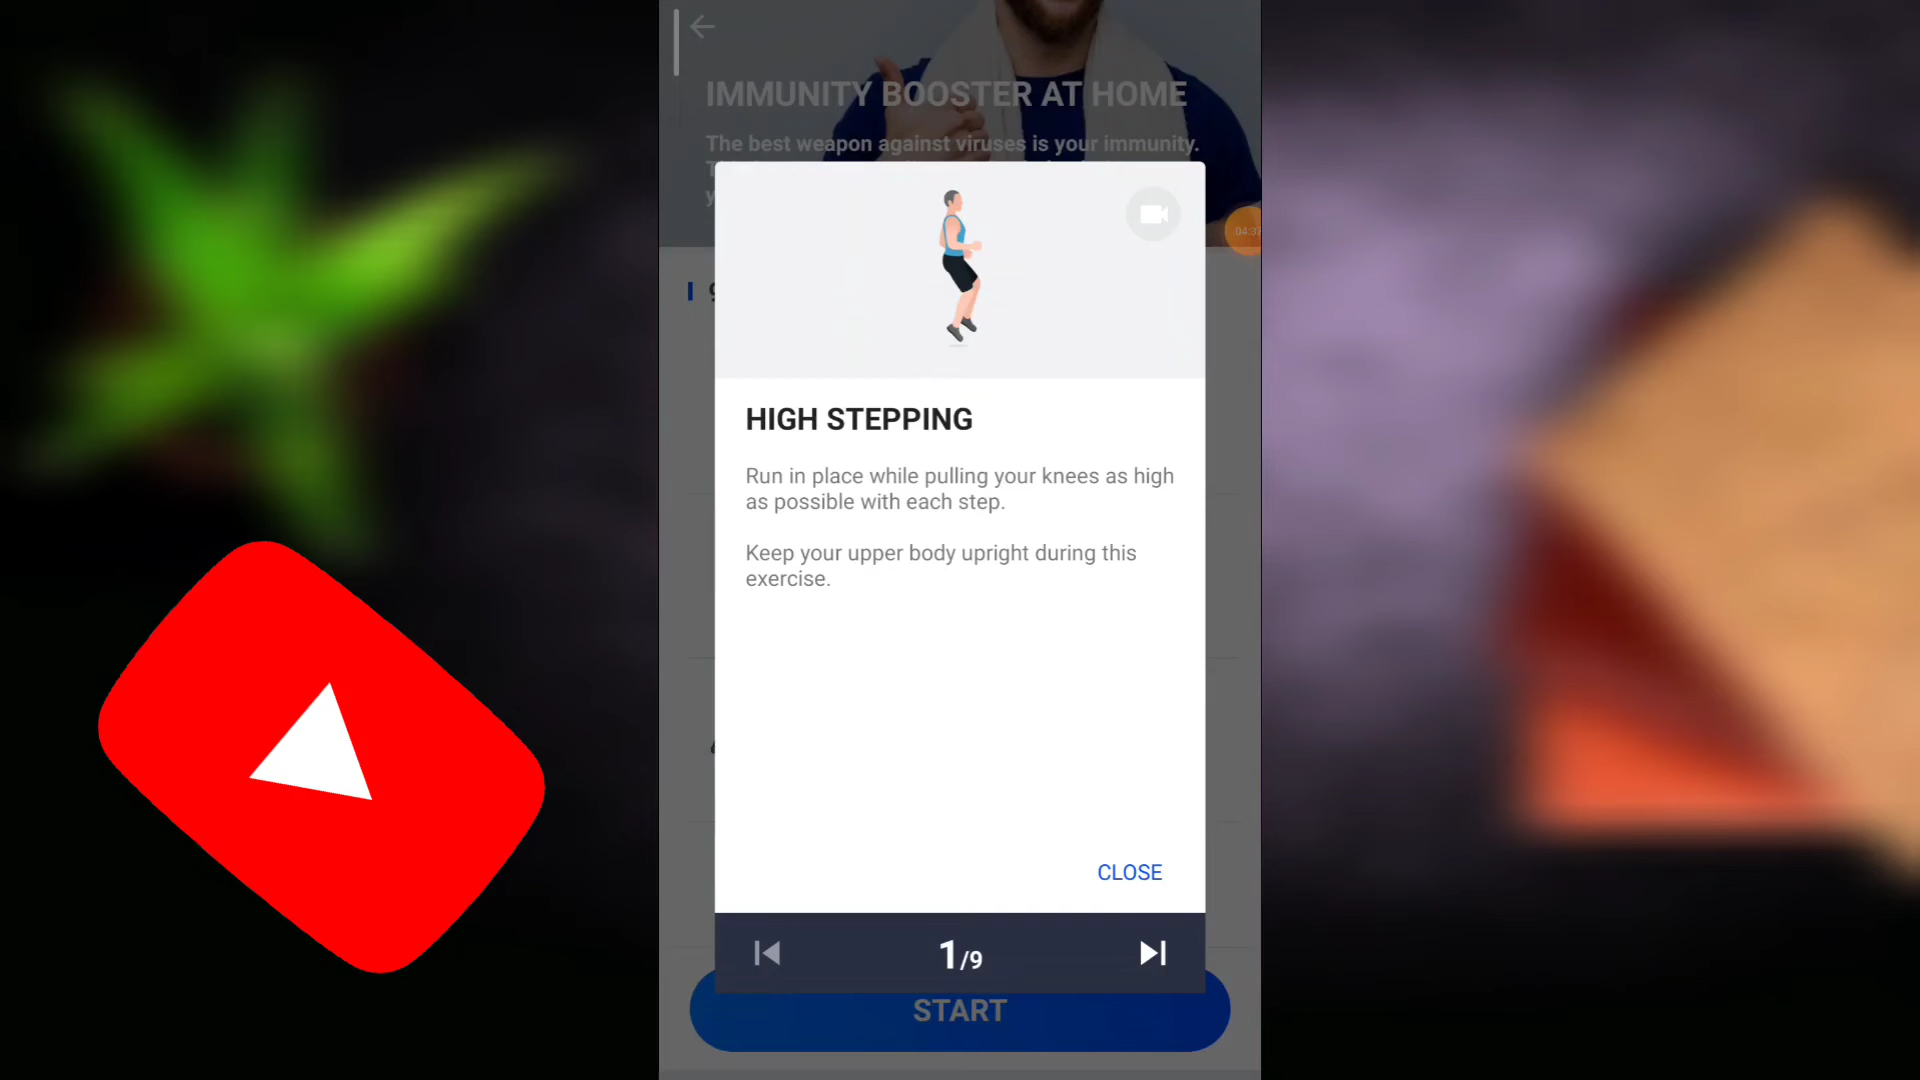 IMMUNITY BOOSTER AT HOME
The best weapon against viruses is your immunity.
04:37
HIGH STEPPING
Run in place while pulling your knees as high
as possible with each step.
Keep your upper body upright during this
exercise.
CLOSE
1/9
START